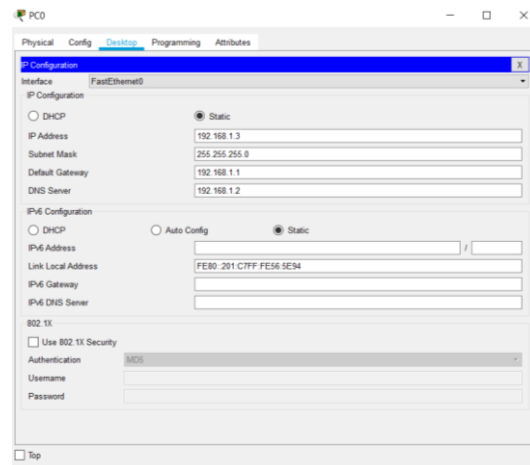 PC0
Physical Config Desktop Programming Attributes
IP Configuration X
Interface FastEthernet0
IP Configuration
DHCP Static
IP Address 192.168.1.3
Subnet Mask 255.255.255.0
Default Gateway 192.168.1.1
DNS Server 192.168.1.2
IPv6 Configuration
DHCP Auto Config Static
IPv6 Address /
Link Local Address FE80::201:C7FF:FE56:5E94
IPv6 Gateway
IPv6 DNS Server
802.1X
Use 802.1X Security
Authentication MD5
Username
Password
Top